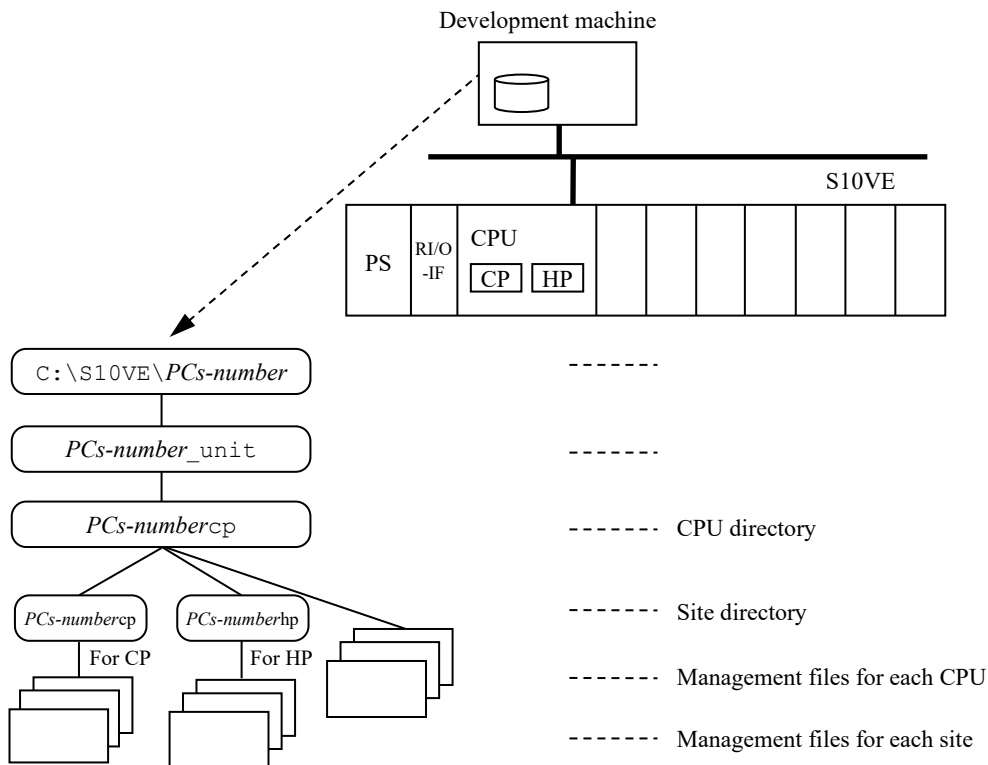 Development machine
S10VE
PS
RI/O
-IF
CPU
CP
HP
C:\S10VE\PCs-number
PCs-number_unit
PCs-numbercp
CPU directory
PCs-numbercp
PCs-numberhp
Site directory
For CP
For HP
Management files for each CPU
Management files for each site